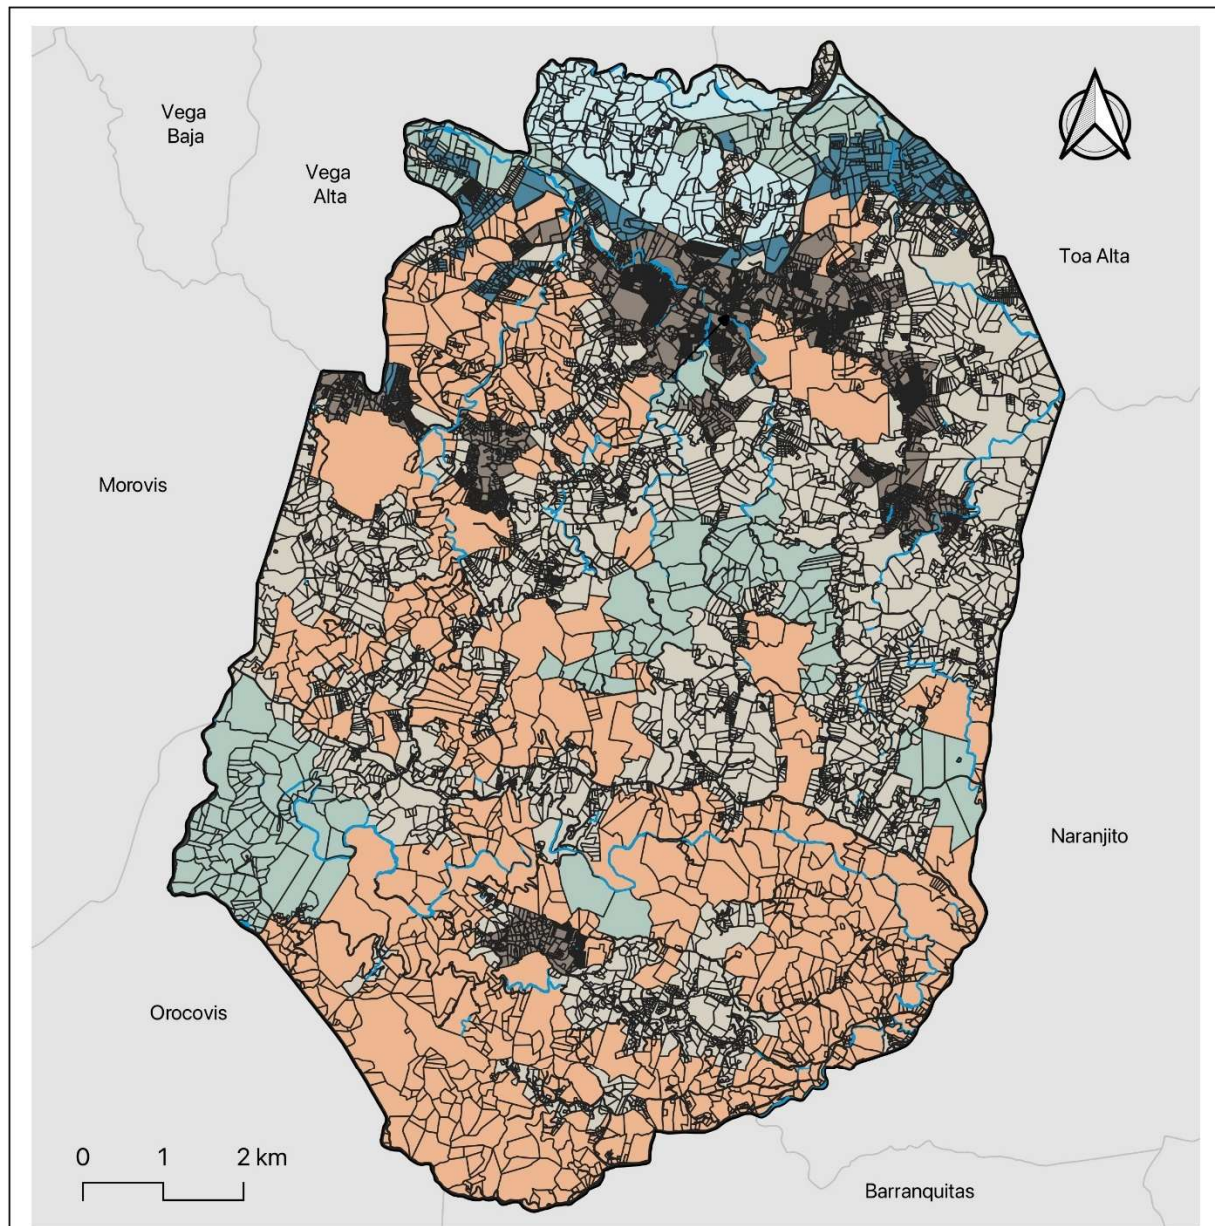 Vega
Baja
Vega
Alta
Toa Alta
Morovis
Naranjito
Orocovis
0 1 2 km
Barranquitas